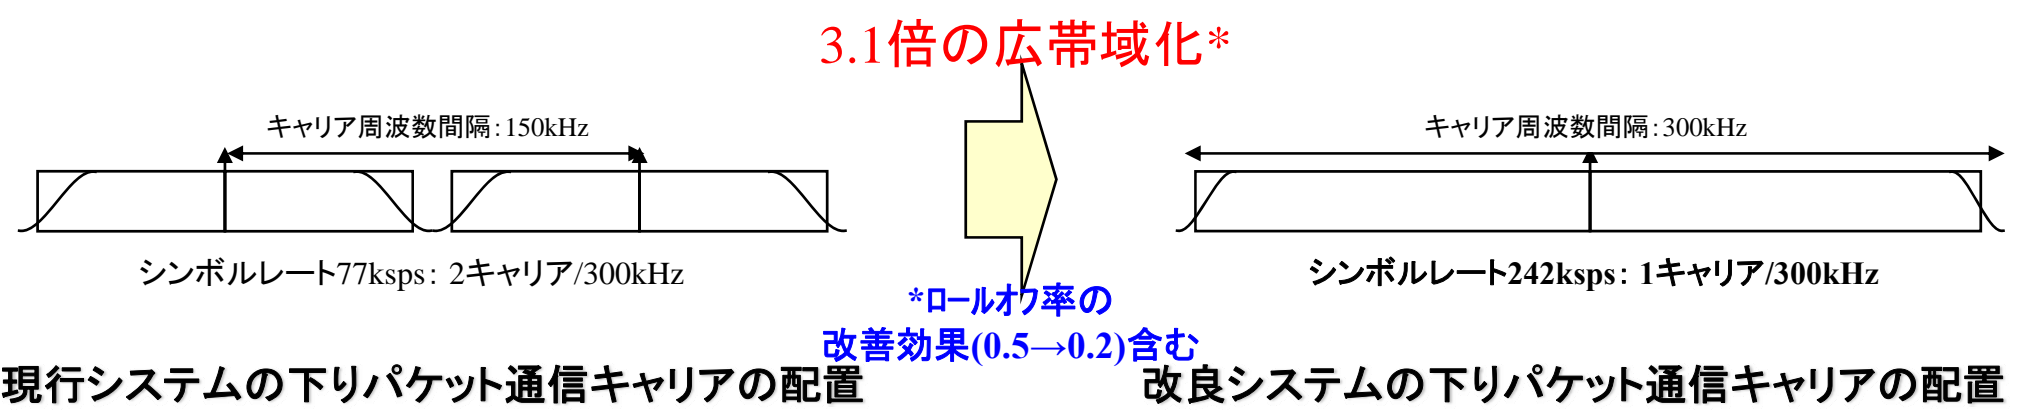 3.1倍の広帯域化*
キャリア周波数間隔：150kHz
シンボルレート77ksps： 2キャリア/300kHz
現行システムの下りパケット通信キャリアの配置
*ロールオフ率の
改善効果(0.5→0.2)含む
キャリア周波数間隔：300kHz
シンボルレート242ksps： 1キャリア/300kHz
改良システムの下りパケット通信キャリアの配置